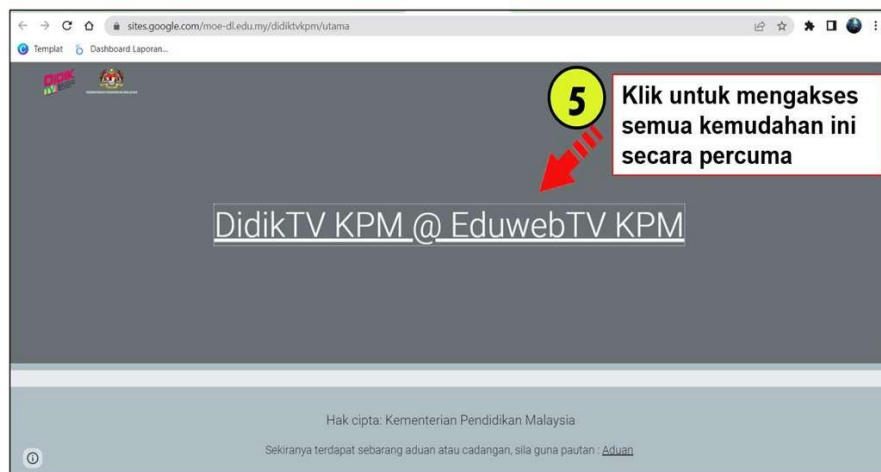 sites.google.com/moe-dl.edu.my/didiktvkpm/utama
Templat
Dashboard Laporan...
DIDIK
TV
5
Klik untuk mengakses
semua kemudahan ini
secara percuma
DidikTV KPM @ EduwebTV KPM
Hak cipta: Kementerian Pendidikan Malaysia
Sekiranya terdapat sebarang aduan atau cadangan, sila guna pautan : Aduan